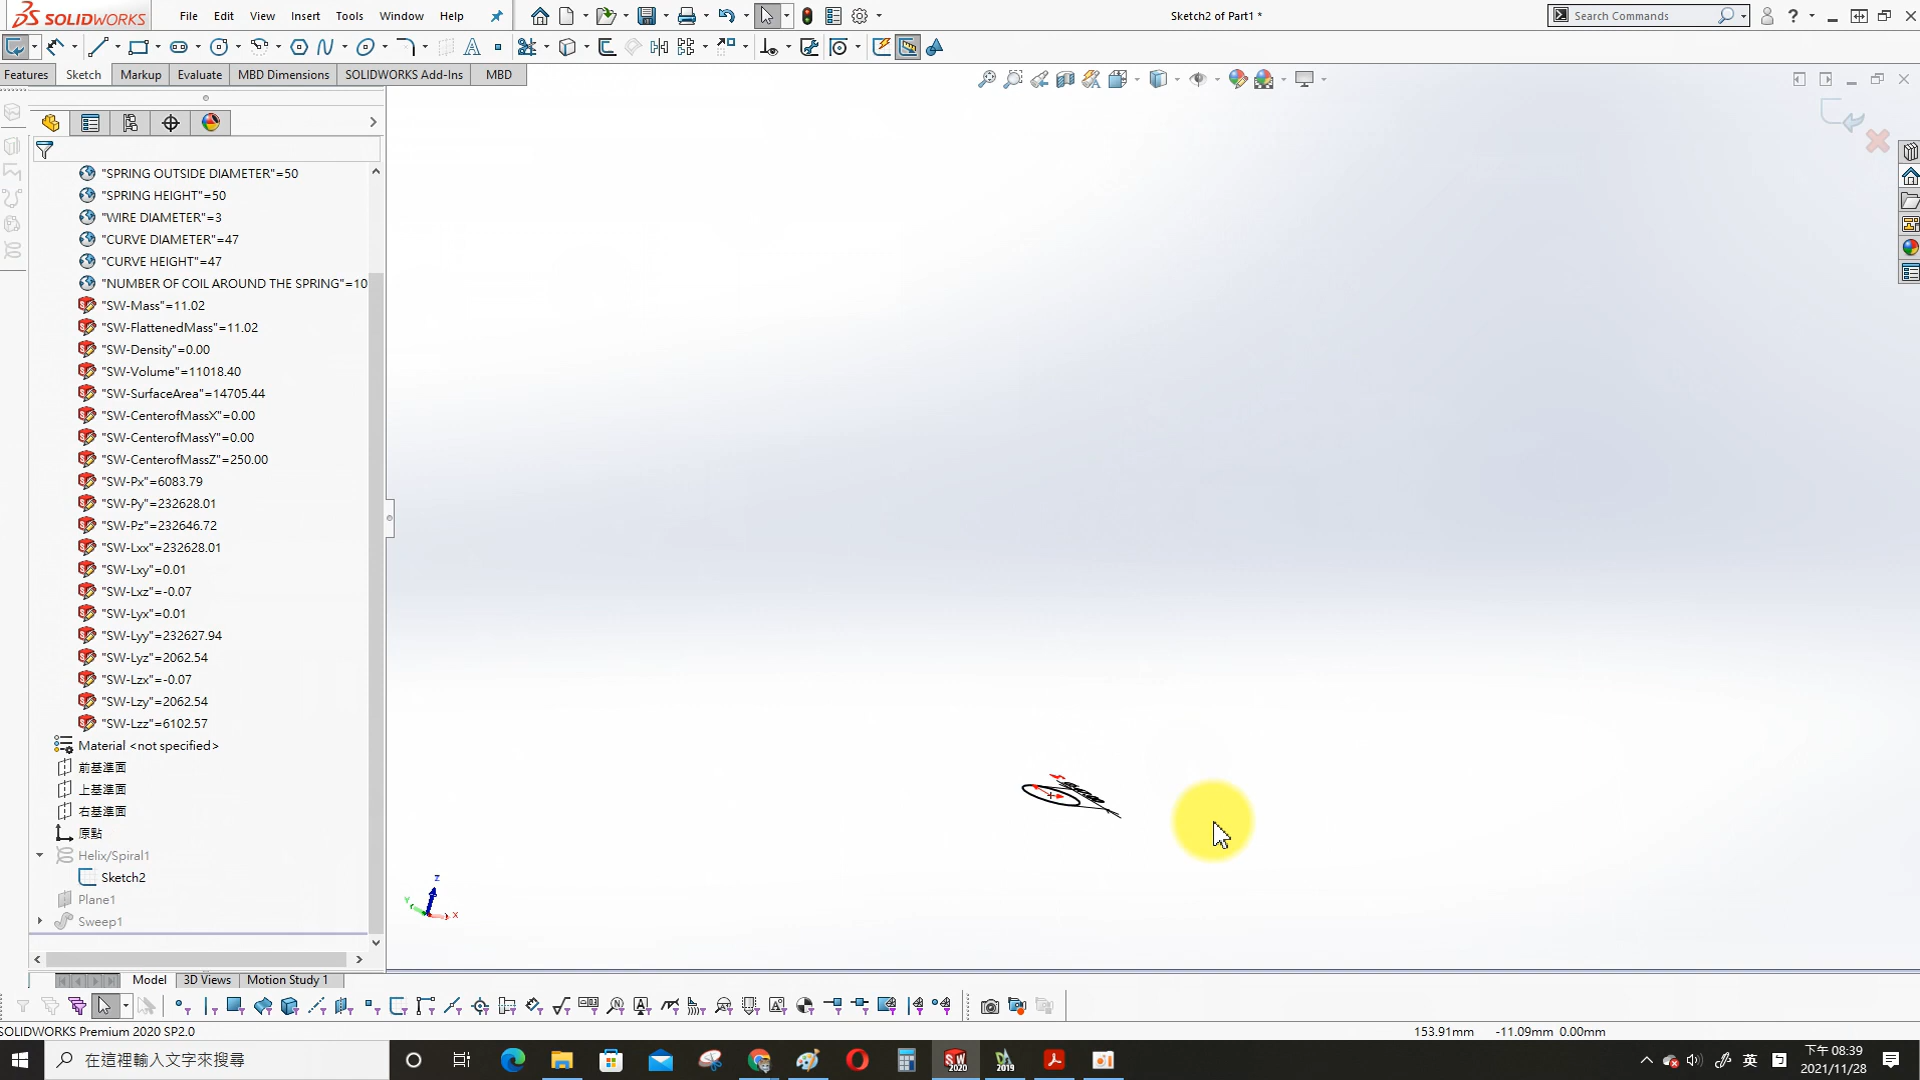 SOLIDWORKS
File Edit View Insert Tools Window Help
Sketch2 of Part1 *
Search Commands
Features Sketch Markup Evaluate MBD Dimensions SOLIDWORKS Add-Ins MBD
"SPRING OUTSIDE DIAMETER"=50
"SPRING HEIGHT"=50
"WIRE DIAMETER"=3
"CURVE DIAMETER"=47
"CURVE HEIGHT"=47
"NUMBER OF COIL AROUND THE SPRING"=10
"SW-Mass"=11.02
"SW-FlattenedMass"=11.02
"SW-Density"=0.00
"SW-Volume"=11018.40
"SW-SurfaceArea"=14705.44
"SW-CenterofMassX"=0.00
"SW-CenterofMassY"=0.00
"SW-CenterofMassZ"=250.00
"SW-Px"=6083.79
"SW-Py"=232628.01
"SW-Pz"=232646.72
"SW-Lxx"=232628.01
"SW-Lxy"=0.01
"SW-Lxz"=-0.07
"SW-Lyx"=0.01
"SW-Lyy"=232627.94
"SW-Lyz"=2062.54
"SW-Lzx"=-0.07
"SW-Lzy"=2062.54
"SW-Lzz"=6102.57
Material <not specified>
前基準面
上基準面
右基準面
原點
Helix/Spiral1
Sketch2
Plane1
Sweep1
Z
Y
X
Model 3D Views Motion Study 1
SOLIDWORKS Premium 2020 SP2.0
153.91mm -11.09mm 0.00mm
在這裡輸入文字來搜尋
SW
2020
2019
英
下午 08:39
2021/11/28